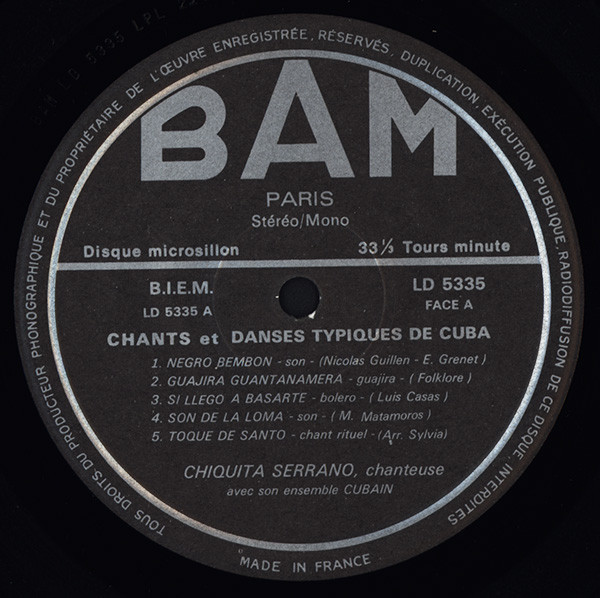 TOUS DROITS DU PRODUCTEUR PHONOGRAPHIQUE ET DU PROPRIÉTAIRE DE L'ŒUVRE ENREGISTRÉE, RÉSERVÉS, DUPLICATION, EXÉCUTION PUBLIQUE, RADIODIFFUSION DE CE DISQUE, INTERDITES
BAM
PARIS
Stéréo/Mono
Disque microsillon 33⅓ Tours minute
B.I.E.M. LD 5335
LD 5335 A FACE A
CHANTS et DANSES TYPIQUES DE CUBA
1. NEGRO BEMBON - son - (Nicolas Guillen - E. Grenet)
2. GUAJIRA GUANTANAMERA - guajira - (Folklore)
3. SI LLEGO A BASARTE - bolero - (Luis Casas)
4. SON DE LA LOMA - son - (M. Matamoros)
5. TOQUE DE SANTO - chant rituel - (Arr. Sylvia)
CHIQUITA SERRANO, chanteuse
avec son ensemble CUBAIN
MADE IN FRANCE